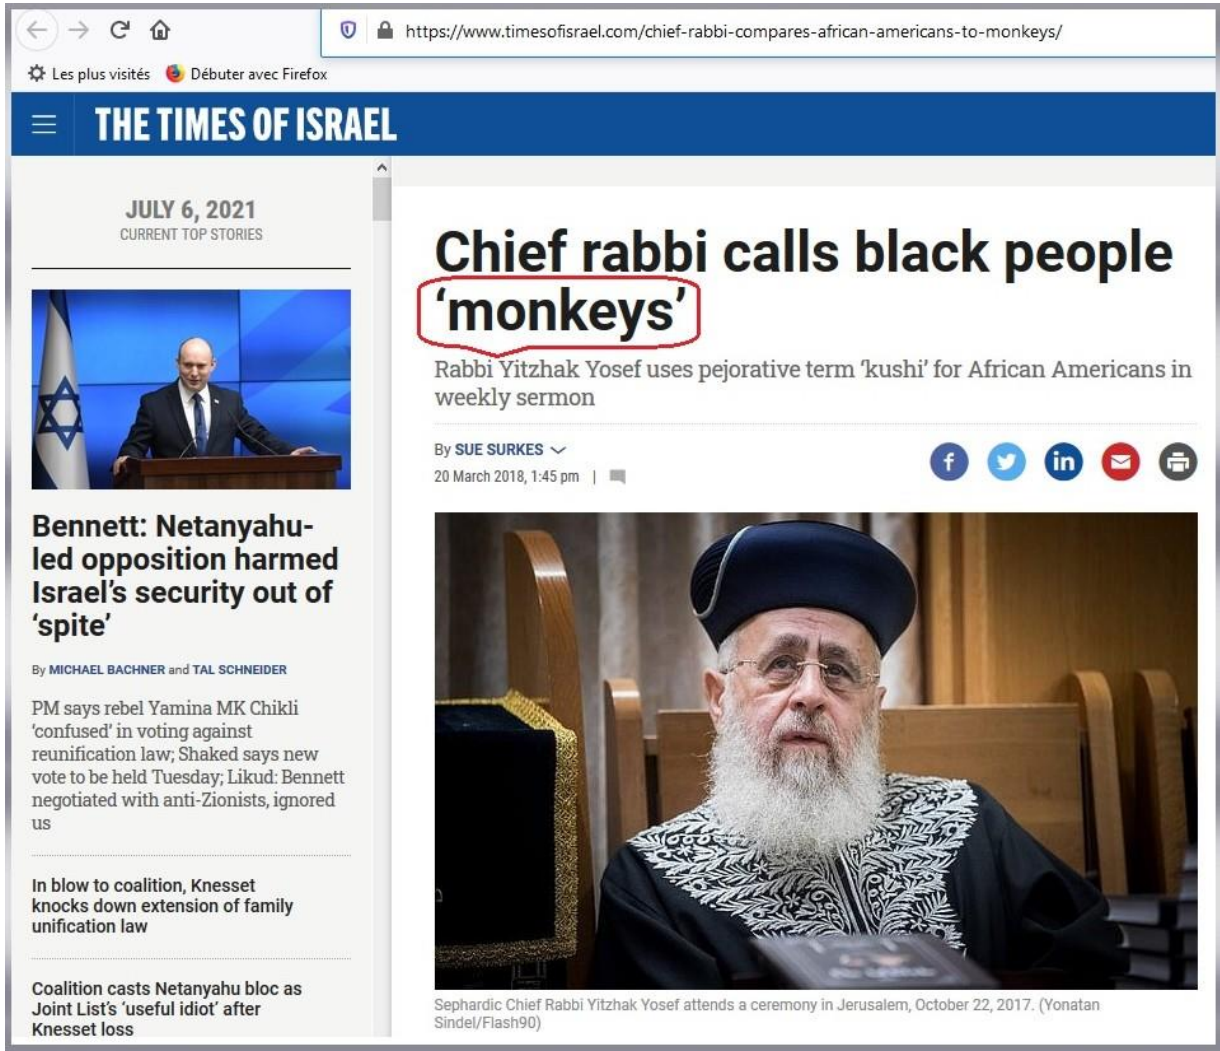 https://www.timesofisrael.com/chief-rabbi-compares-african-americans-to-monkeys/
Les plus visités Débuter avec Firefox
THE TIMES OF ISRAEL
JULY 6, 2021
CURRENT TOP STORIES
Bennett: Netanyahu-
led opposition harmed
Israel's security out of
'spite'
By MICHAEL BACHNER and TAL SCHNEIDER
PM says rebel Yamina MK Chikli
'confused' in voting against
reunification law; Shaked says new
vote to be held Tuesday; Likud: Bennett
negotiated with anti-Zionists, ignored
us
In blow to coalition, Knesset
knocks down extension of family
unification law
Coalition casts Netanyahu bloc as
Joint List's 'useful idiot' after
Knesset loss
Chief rabbi calls black people
'monkeys'
Rabbi Yitzhak Yosef uses pejorative term 'kushi' for African Americans in
weekly sermon
By SUE SURKES
20 March 2018, 1:45 pm |
Sephardic Chief Rabbi Yitzhak Yosef attends a ceremony in Jerusalem, October 22, 2017. (Yonatan
Sindel/Flash90)